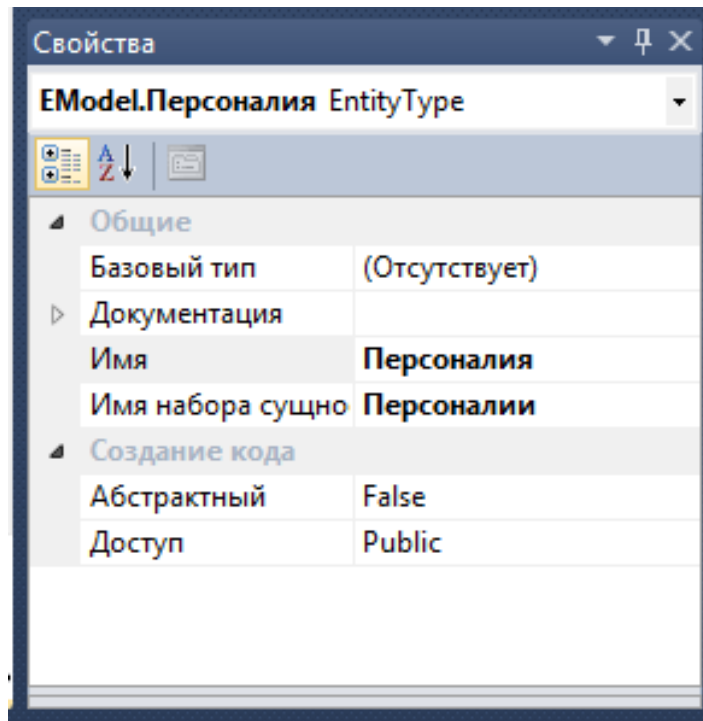 Свойства
EModel.Персоналия EntityType
Общие
Базовый тип (Отсутствует)
Документация
Имя Персоналия
Имя набора сущно Персоналии
Создание кода
Абстрактный False
Доступ Public